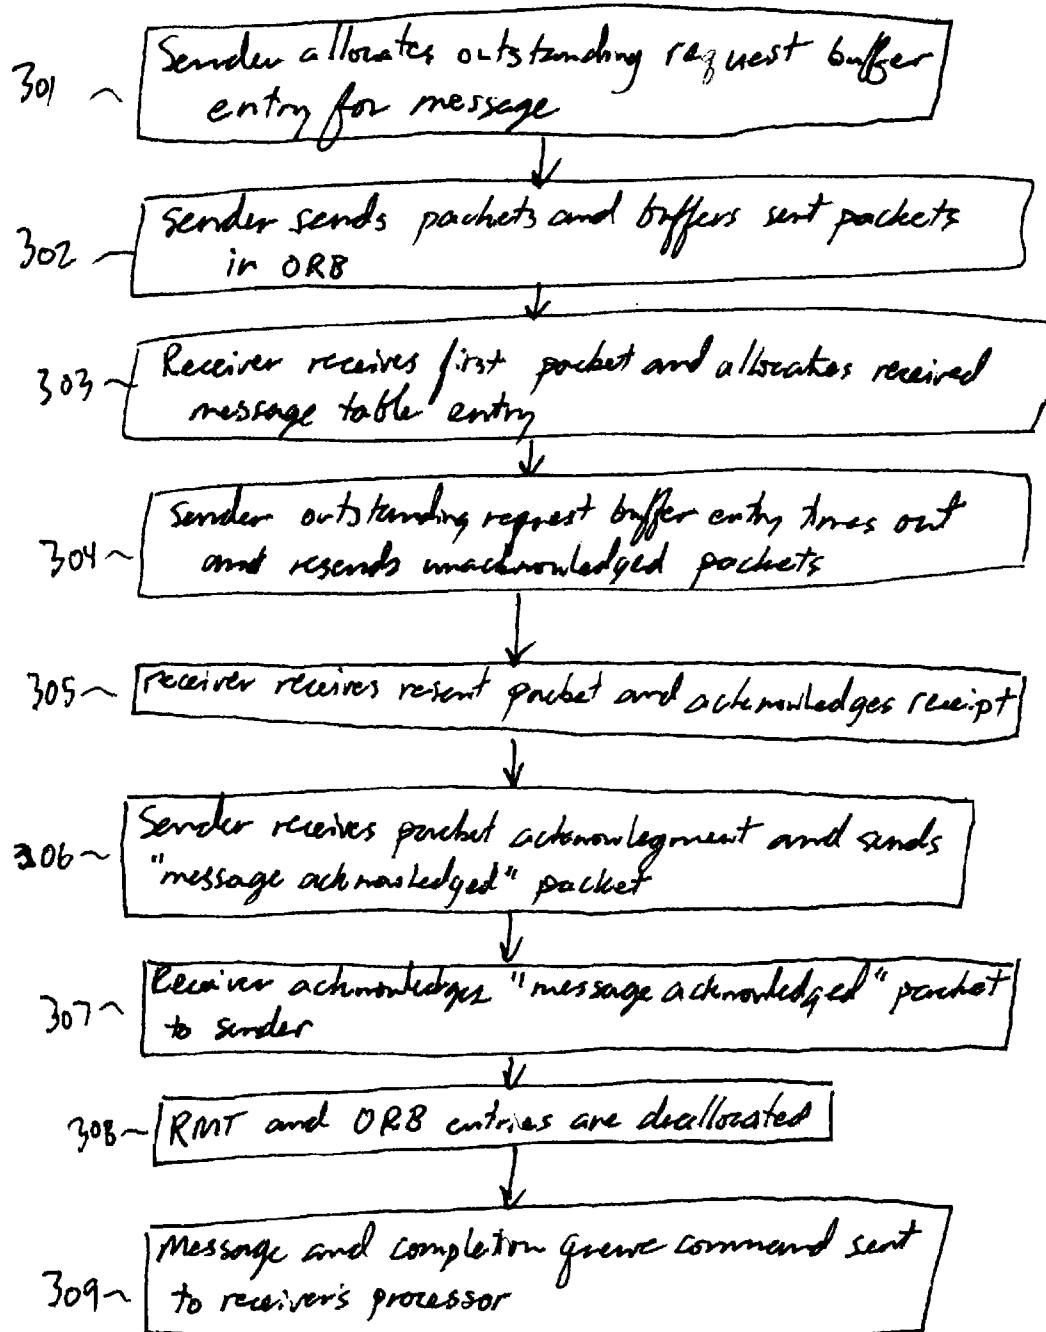 301
Sender allocates outstanding request buffer
entry for message
302
Sender sends packets and buffers sent packets
in ORB
303
Receiver receives first packet and allocates received
message table entry
304
Sender outstanding request buffer entry times out
and resends unacknowledged packets
305
receiver receives resent packet and acknowledges receipt
306
Sender receives packet acknowlegment and sends
"message acknowledged" packet
307
Receiver acknowledges "message acknowledged" packet
to sender
308
RMT and ORB entries are deallocated
309
Message and completion queue command sent
to receiver's processor